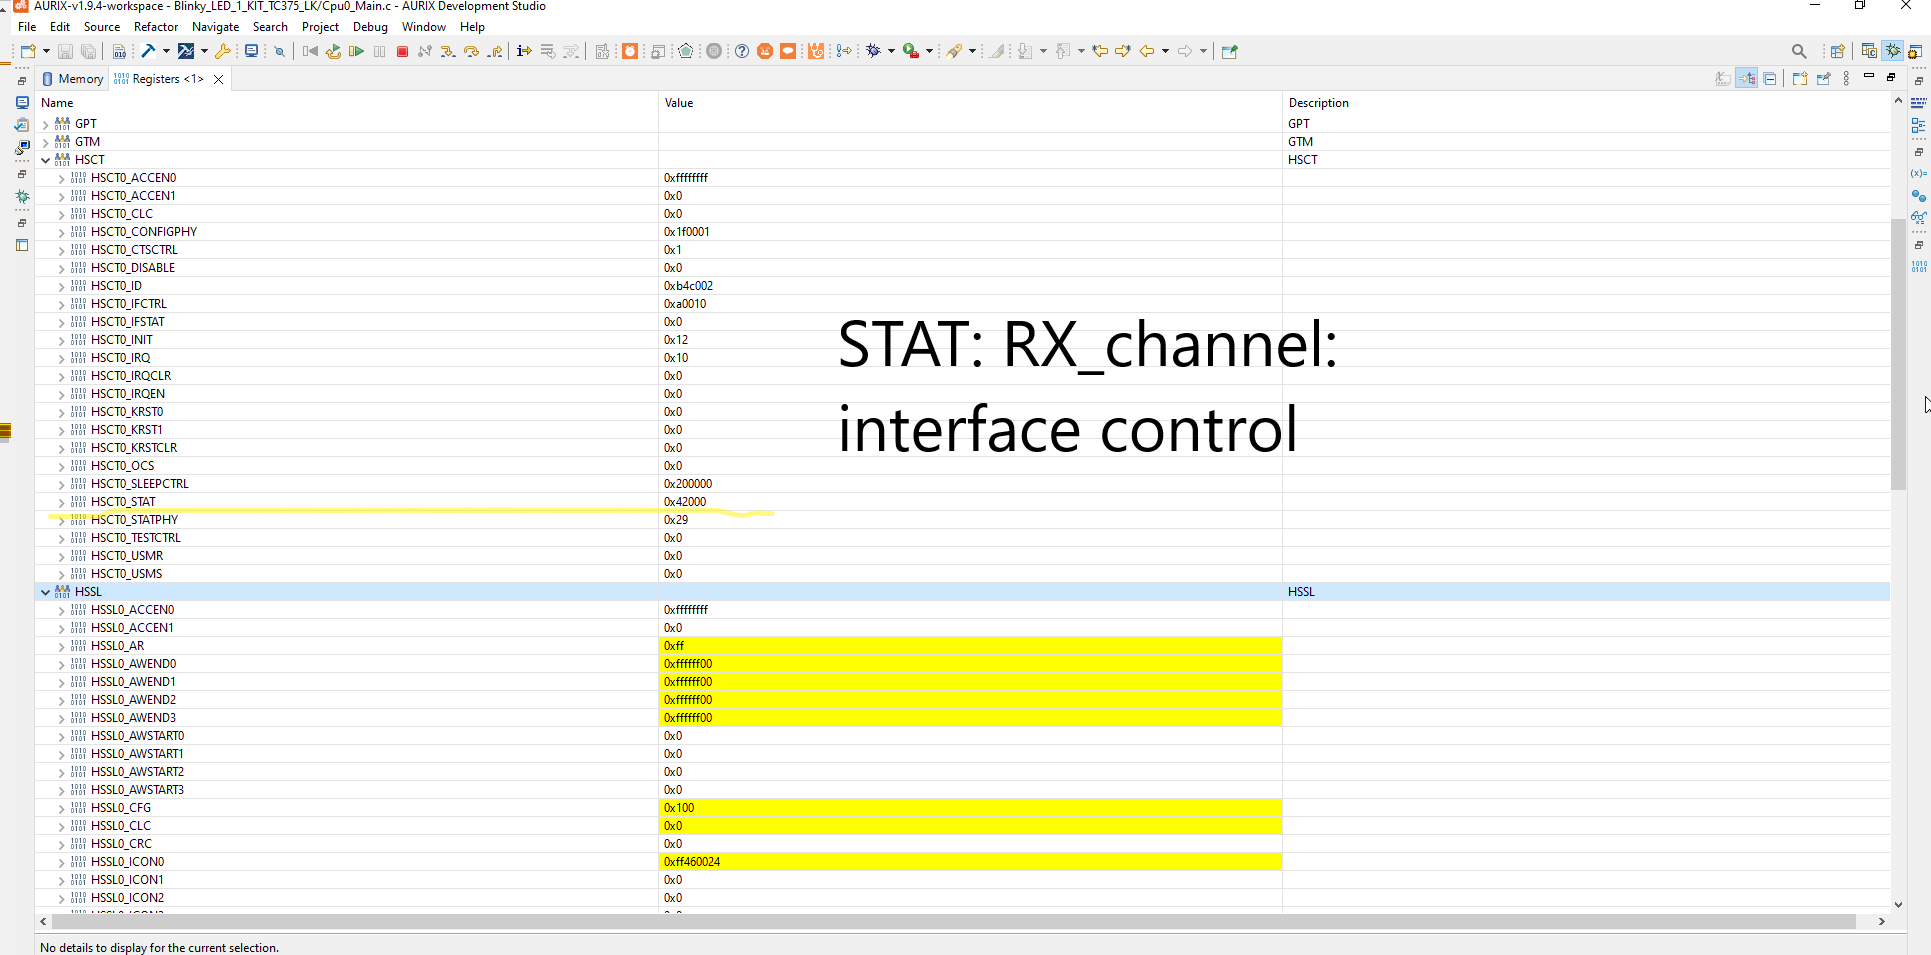 AURIX-v1.9.4-workspace - Blinky_LED_1_KIT_TC375_LK/Cpu0_Main.c - AURIX Development Studio
File Edit Source Refactor Navigate Search Project Debug Window Help
Memory Registers <1>
Name Value Description
GPT GPT
GTM GTM
HSCT HSCT
HSCT0_ACCEN0 0xffffffff
HSCT0_ACCEN1 0x0
HSCT0_CLC 0x0
HSCT0_CONFIGPHY 0x1f0001
HSCT0_CTSCTRL 0x1
HSCT0_DISABLE 0x0
HSCT0_ID 0xb4c002
HSCT0_IFCTRL 0xa0010
HSCT0_IFSTAT 0x0
HSCT0_INIT 0x12
HSCT0_IRQ 0x10
HSCT0_IRQCLR 0x0
HSCT0_IRQEN 0x0
HSCT0_KRST0 0x0
HSCT0_KRST1 0x0
HSCT0_KRSTCLR 0x0
HSCT0_OCS 0x0
HSCT0_SLEEPCTRL 0x200000
HSCT0_STAT 0x42000
HSCT0_STATPHY 0x29
HSCT0_TESTCTRL 0x0
HSCT0_USMR 0x0
HSCT0_USMS 0x0
STAT: RX_channel:
interface control
HSSL HSSL
HSSL0_ACCEN0 0xffffffff
HSSL0_ACCEN1 0x0
HSSL0_AR 0xff
HSSL0_AWEND0 0xffffff00
HSSL0_AWEND1 0xffffff00
HSSL0_AWEND2 0xffffff00
HSSL0_AWEND3 0xffffff00
HSSL0_AWSTART0 0x0
HSSL0_AWSTART1 0x0
HSSL0_AWSTART2 0x0
HSSL0_AWSTART3 0x0
HSSL0_CFG 0x100
HSSL0_CLC 0x0
HSSL0_CRC 0x0
HSSL0_ICON0 0xff460024
HSSL0_ICON1 0x0
HSSL0_ICON2 0x0
No details to display for the current selection.